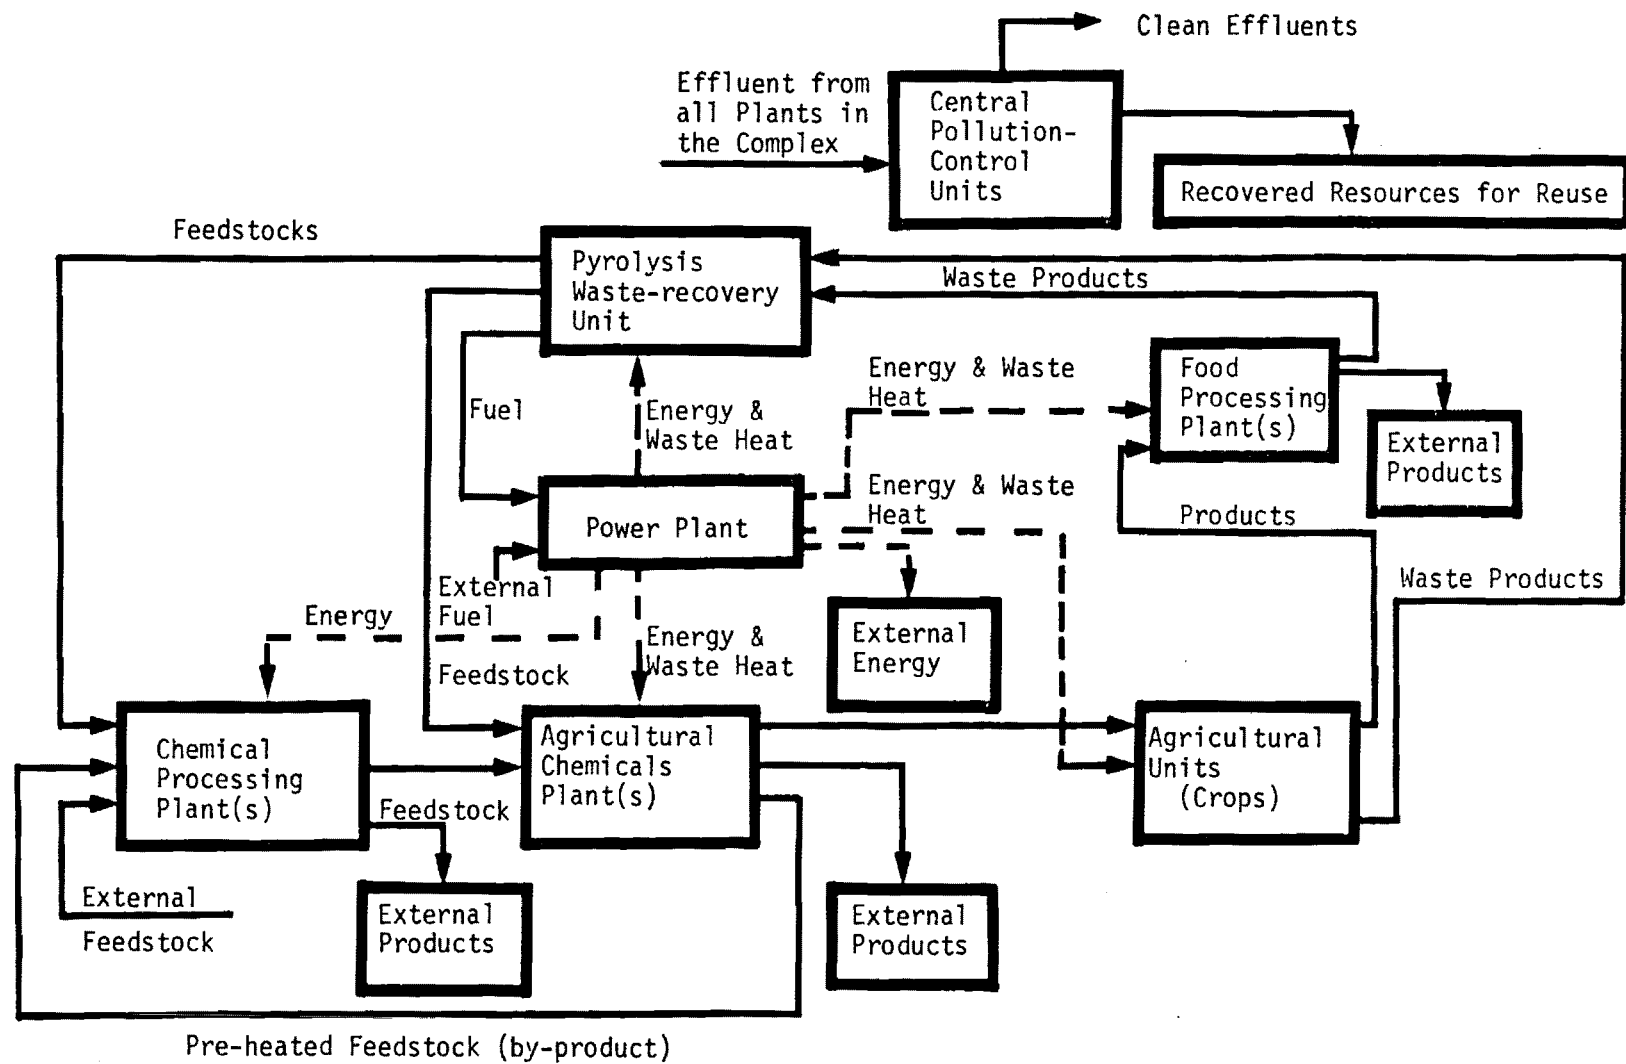 Clean Effluents
Effluent from
all Plants in
the Complex
Central
Pollution-
Control
Units
Recovered Resources for Reuse
Feedstocks
Pyrolysis
Waste-recovery
Unit
Waste Products
Energy & Waste
Heat
Food
Processing
Plant(s)
Fuel
Energy &
Waste Heat
External
Products
Energy & Waste
Heat
Products
Power Plant
External
Fuel
Waste Products
Energy
Energy &
Waste Heat
External
Energy
Feedstock
Chemical
Processing
Plant(s)
Agricultural
Chemicals
Plant(s)
Agricultural
Units
(Crops)
Feedstock
External
Feedstock
External
Products
External
Products
Pre-heated Feedstock (by-product)